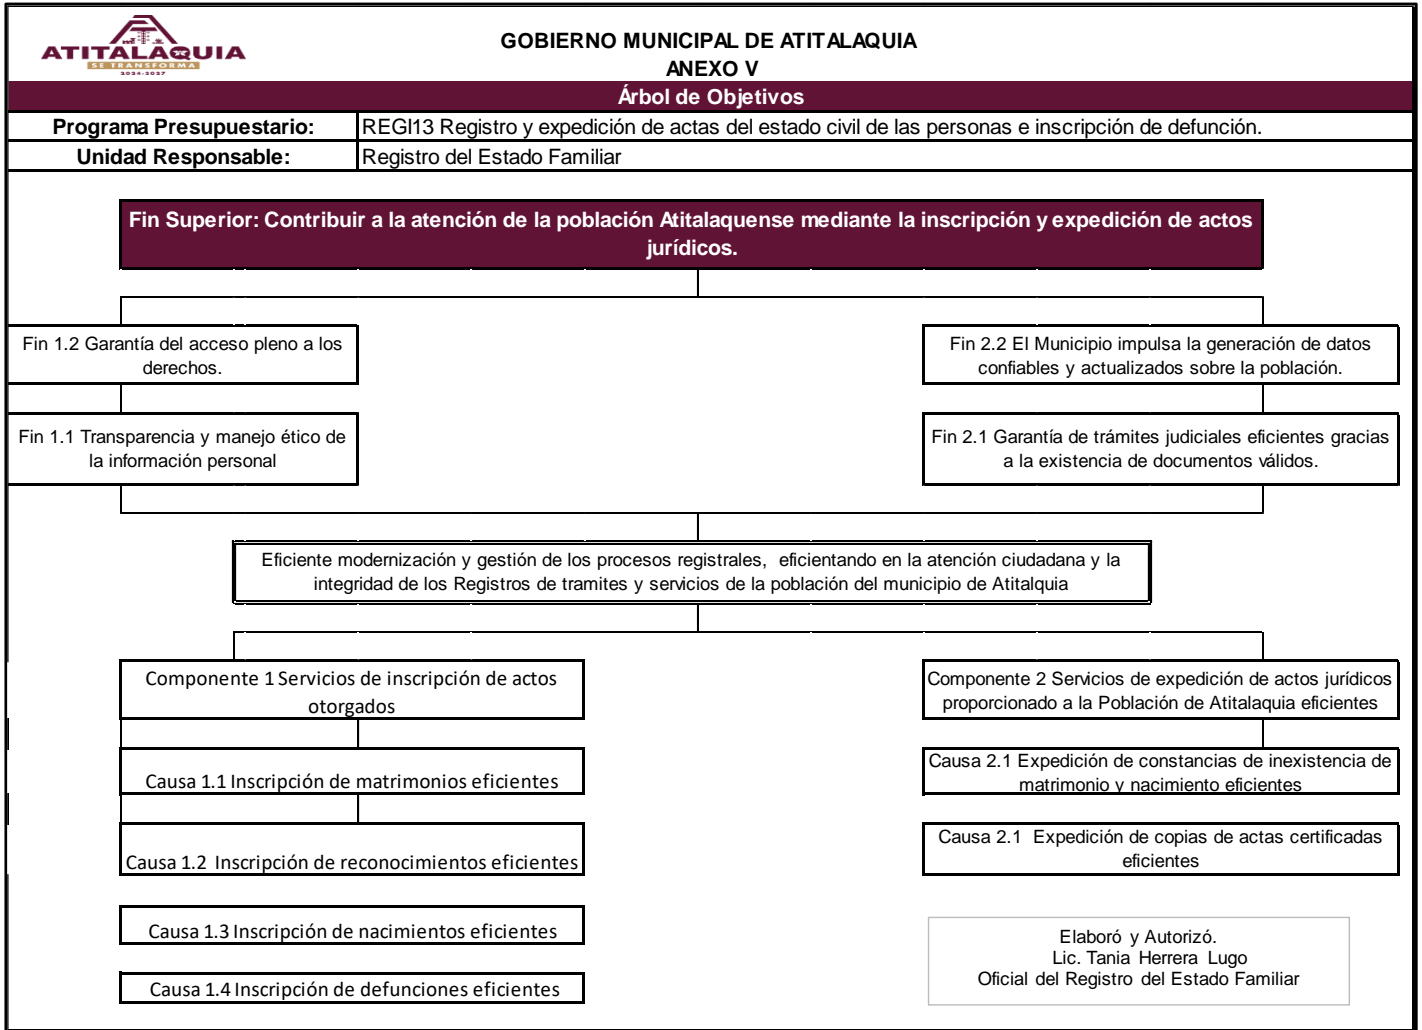 ATITALAQUIA
SE TRANSFORMA
2024-2027
GOBIERNO MUNICIPAL DE ATITALAQUIA
ANEXO V
Árbol de Objetivos
Programa Presupuestario:
REGI13 Registro y expedición de actas del estado civil de las personas e inscripción de defunción.
Unidad Responsable:
Registro del Estado Familiar
Fin Superior: Contribuir a la atención de la población Atitalaquense mediante la inscripción y expedición de actos
jurídicos.
Fin 1.2 Garantía del acceso pleno a los
derechos.
Fin 2.2 El Municipio impulsa la generación de datos
confiables y actualizados sobre la población.
Fin 1.1 Transparencia y manejo ético de
la información personal
Fin 2.1 Garantía de trámites judiciales eficientes gracias
a la existencia de documentos válidos.
Eficiente modernización y gestión de los procesos registrales, eficientando en la atención ciudadana y la
integridad de los Registros de tramites y servicios de la población del municipio de Atitalquia
Componente 1 Servicios de inscripción de actos
otorgados
Componente 2 Servicios de expedición de actos jurídicos
proporcionado a la Población de Atitalaquia eficientes
Causa 1.1 Inscripción de matrimonios eficientes
Causa 2.1 Expedición de constancias de inexistencia de
matrimonio y nacimiento eficientes
Causa 1.2 Inscripción de reconocimientos eficientes
Causa 2.1 Expedición de copias de actas certificadas
eficientes
Causa 1.3 Inscripción de nacimientos eficientes
Causa 1.4 Inscripción de defunciones eficientes
Elaboró y Autorizó.
Lic. Tania Herrera Lugo
Oficial del Registro del Estado Familiar